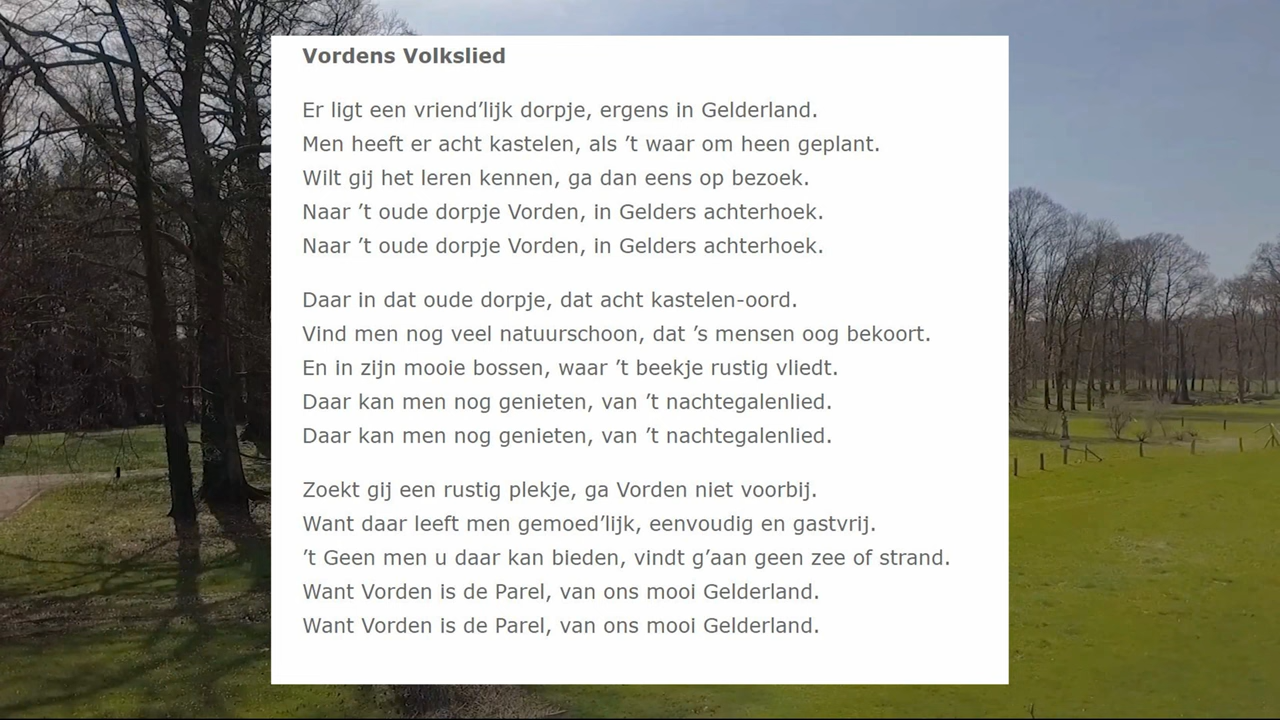 Vordens Volkslied
Er ligt een vriend’lijk dorpje, ergens in Gelderland.
Men heeft er acht kastelen, als ’t waar om heen geplant.
Wilt gij het leren kennen, ga dan eens op bezoek.
Naar ’t oude dorpje Vorden, in Gelders achterhoek.
Naar ’t oude dorpje Vorden, in Gelders achterhoek.
Daar in dat oude dorpje, dat acht kastelen-oord.
Vind men nog veel natuurschoon, dat ’s mensen oog bekoort.
En in zijn mooie bossen, waar ’t beekje rustig vliedt.
Daar kan men nog genieten, van ’t nachtegalenlied.
Daar kan men nog genieten, van ’t nachtegalenlied.
Zoekt gij een rustig plekje, ga Vorden niet voorbij.
Want daar leeft men gemoed’lijk, eenvoudig en gastvrij.
’t Geen men u daar kan bieden, vindt g’aan geen zee of strand.
Want Vorden is de Parel, van ons mooi Gelderland.
Want Vorden is de Parel, van ons mooi Gelderland.